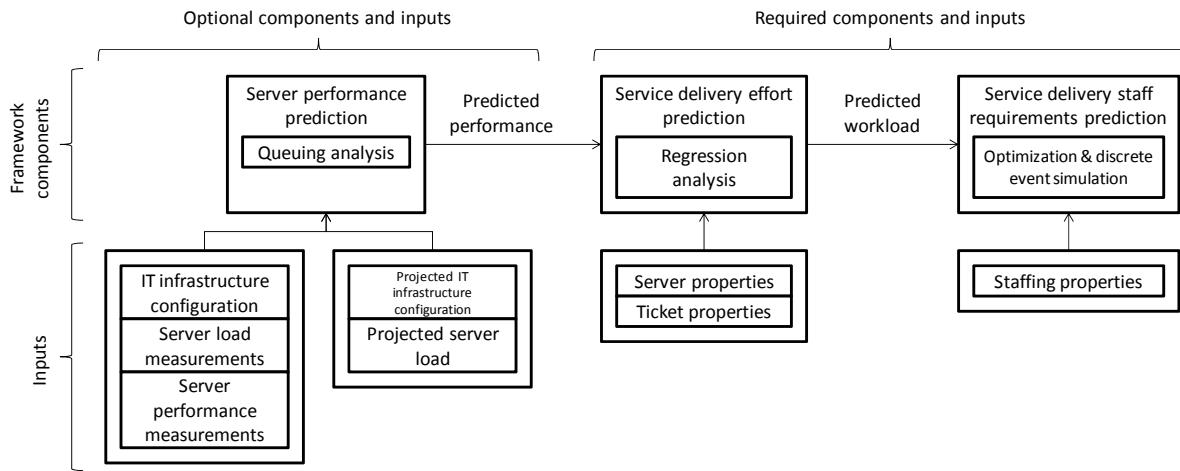 Optional components and inputs
Required components and inputs
Framework
components
Server performance
prediction
Queuing analysis
Predicted
performance
Service delivery effort
prediction
Regression
analysis
Predicted
workload
Service delivery staff
requirements prediction
Optimization & discrete
event simulation
Inputs
IT infrastructure
configuration
Server load
measurements
Server
performance
measurements
Projected IT
infrastructure
configuration
Projected server
load
Server properties
Ticket properties
Staffing properties